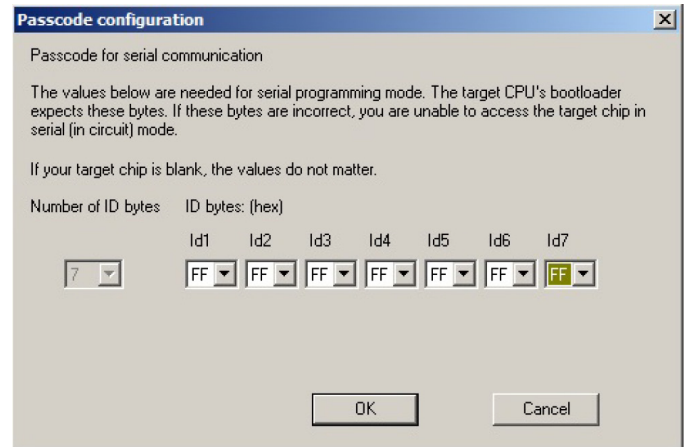 Passcode configuration
Passcode for serial communication
The values below are needed for serial programming mode. The target CPU's bootloader
expects these bytes. If these bytes are incorrect, you are unable to access the target chip in
serial (in circuit) mode.
If your target chip is blank, the values do not matter.
Number of ID bytes ID bytes: (hex)
Id1 Id2 Id3 Id4 Id5 Id6 Id7
7 FF FF FF FF FF FF FF
OK Cancel